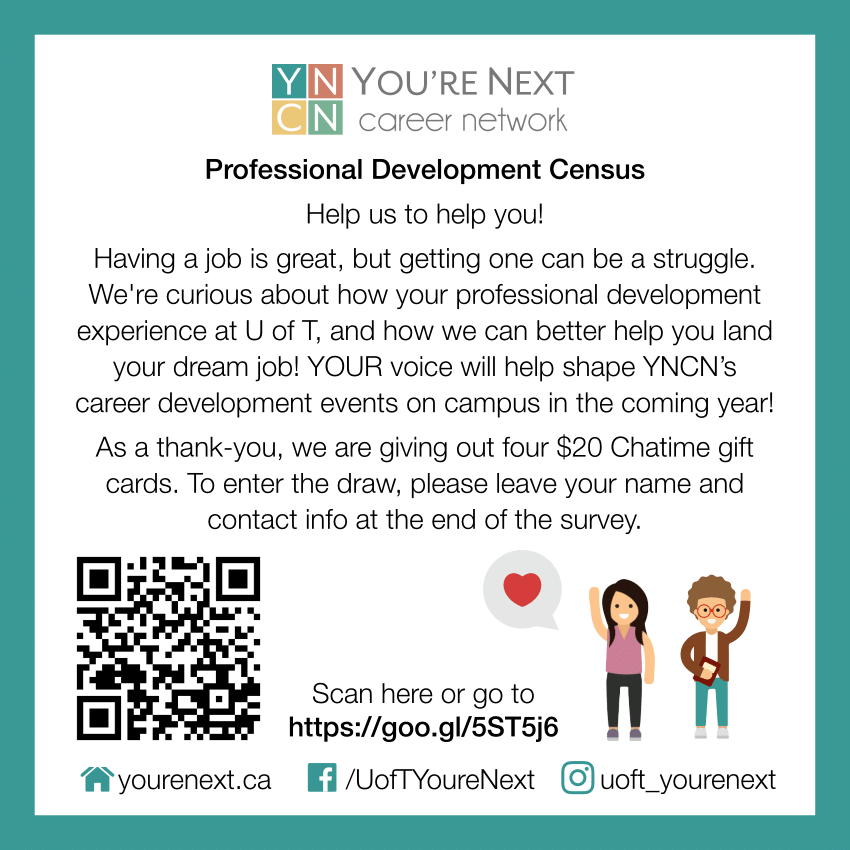 YN YOU'RE NEXT
CN career network
Professional Development Census
Help us to help you!
Having a job is great, but getting one can be a struggle.
We're curious about how your professional development
experience at U of T, and how we can better help you land
your dream job! YOUR voice will help shape YNCN’s
career development events on campus in the coming year!
As a thank-you, we are giving out four $20 Chatime gift
cards. To enter the draw, please leave your name and
contact info at the end of the survey.
Scan here or go to
https://goo.gl/5ST5j6
yourenext.ca /UofTYoureNext uoft_yourenext